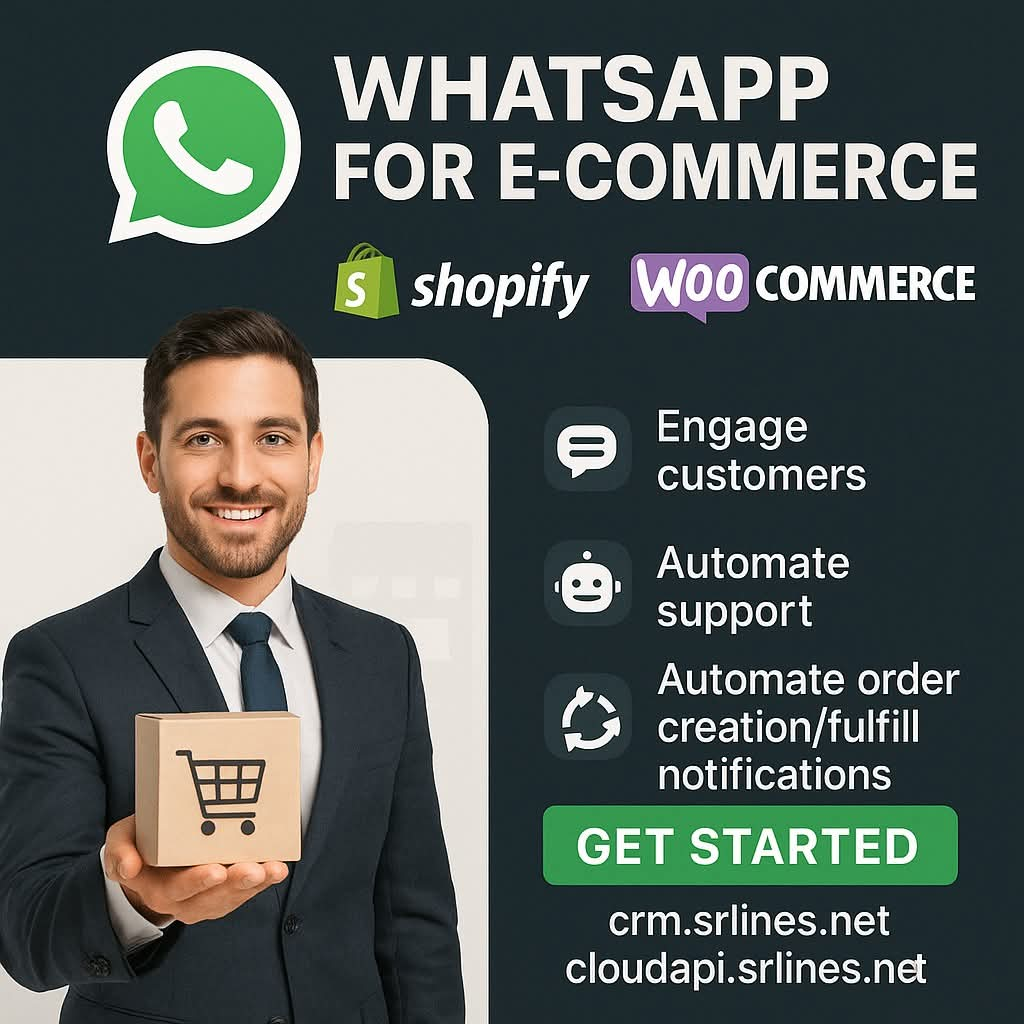 WHATSAPP
FOR E-COMMERCE
S shopify
WOO COMMERCE
Engage
customers
Automate
support
Automate order
creation/fulfill
notifications
GET STARTED
crm.srlines.net
cloudapi.srlines.net